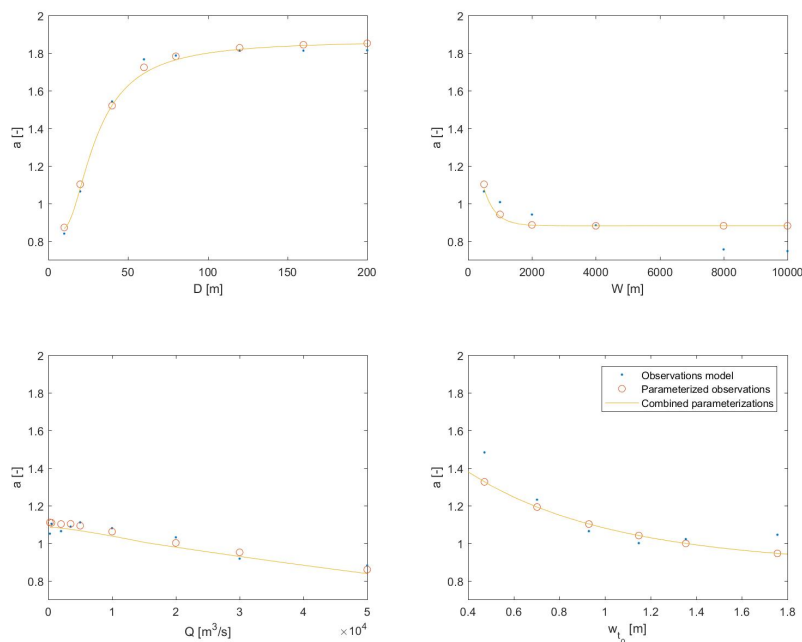 2
1.8
1.6
1.4
1.2
1
0.8
a [-]
0 50 100 150 200
D [m]
2
1.8
1.6
1.4
1.2
1
0.8
a [-]
0 2000 4000 6000 8000 10000
W [m]
2
1.8
1.6
1.4
1.2
1
0.8
a [-]
0 1 2 3 4 5
Q [m³/s] ×10⁴
2
1.8
1.6
1.4
1.2
1
0.8
a [-]
Observations model
Parameterized observations
Combined parameterizations
0.4 0.6 0.8 1 1.2 1.4 1.6 1.8
w_{t_o} [m]